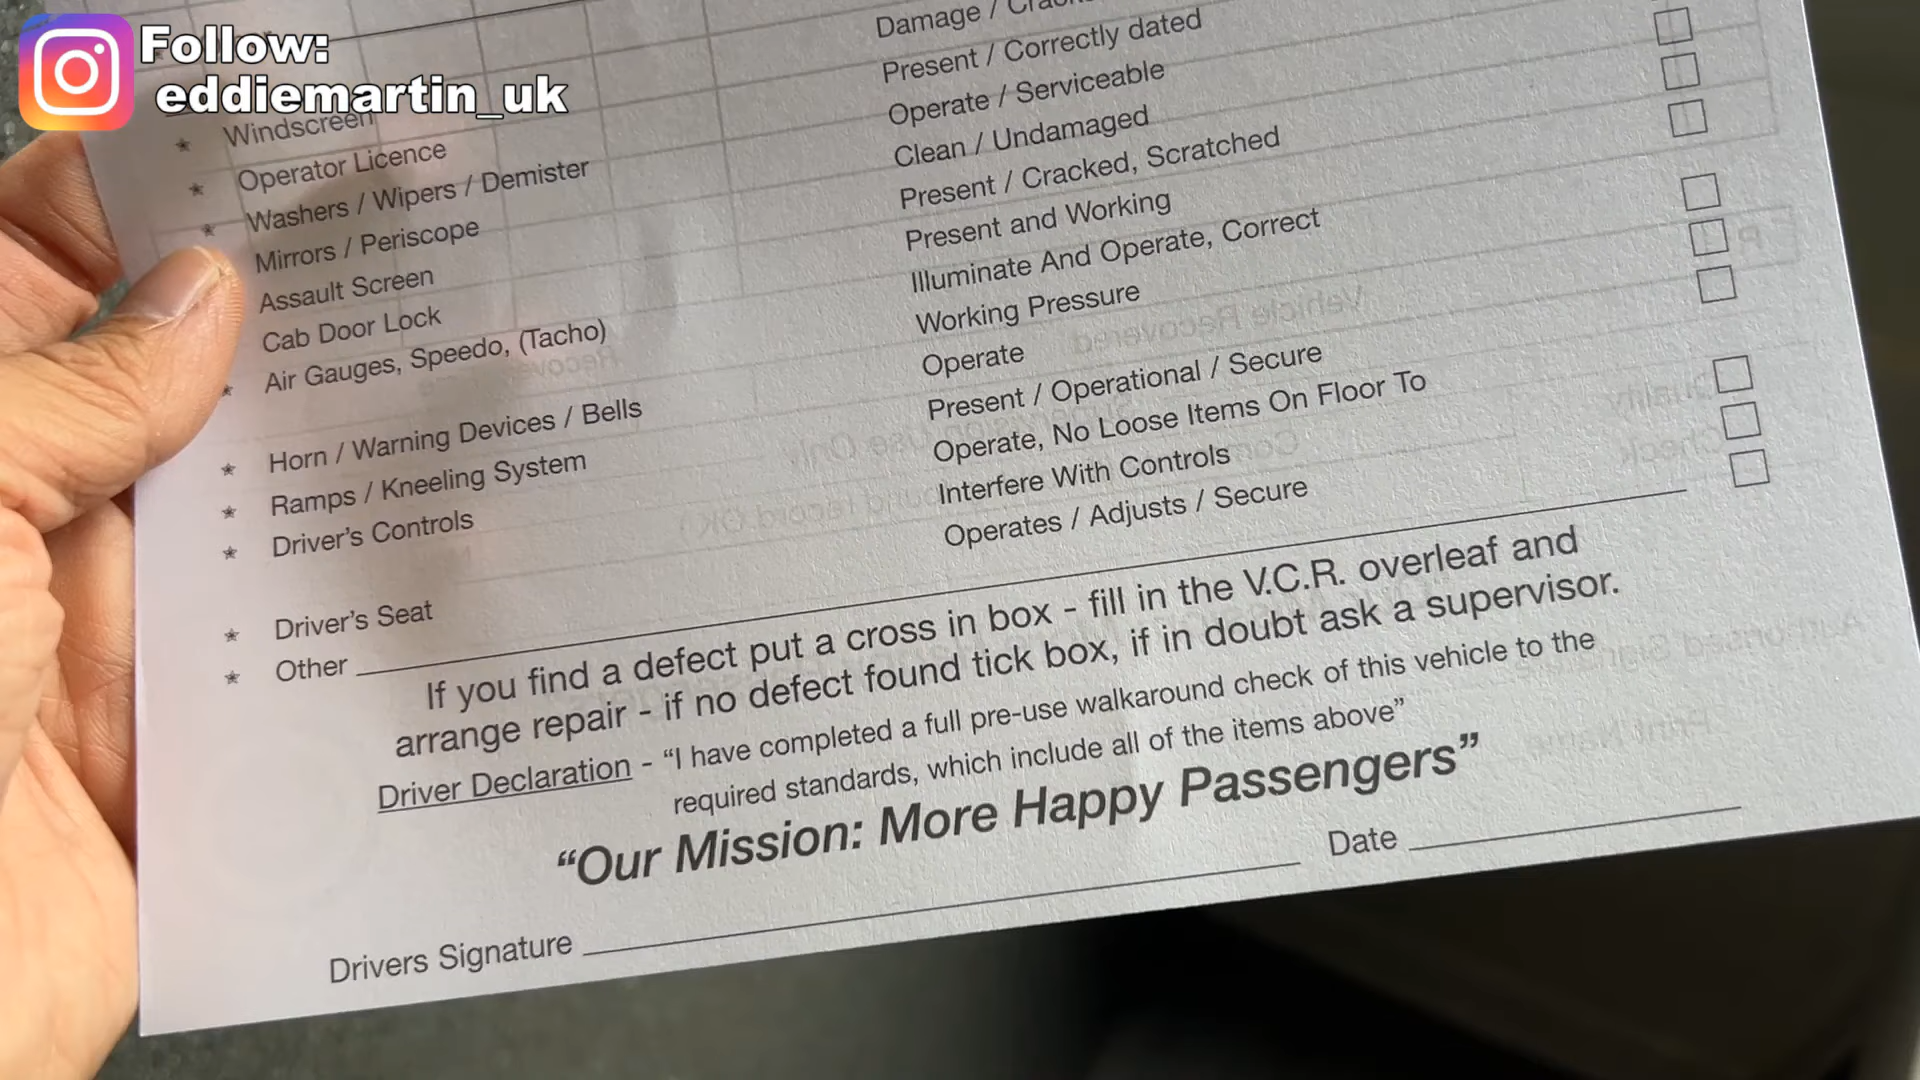 Follow:
eddiemartin_uk
Damage /
Windscreen
Present / Correctly dated
Operator Licence
Operate / Serviceable
Washers / Wipers / Demister
Clean / Undamaged
Mirrors / Periscope
Present / Cracked, Scratched
Assault Screen
Present and Working
Cab Door Lock
Illuminate And Operate, Correct
Air Gauges, Speedo, (Tacho)
Working Pressure
Operate
Horn / Warning Devices / Bells
Present / Operational / Secure
Ramps / Kneeling System
Operate, No Loose Items On Floor To
Driver's Controls
Interfere With Controls
Operates / Adjusts / Secure
Driver's Seat
Other
If you find a defect put a cross in box - fill in the V.C.R. overleaf and
arrange repair - if no defect found tick box, if in doubt ask a supervisor.
Driver Declaration - “I have completed a full pre-use walkaround check of this vehicle to the
required standards, which include all of the items above”
“Our Mission: More Happy Passengers”
Drivers Signature
Date